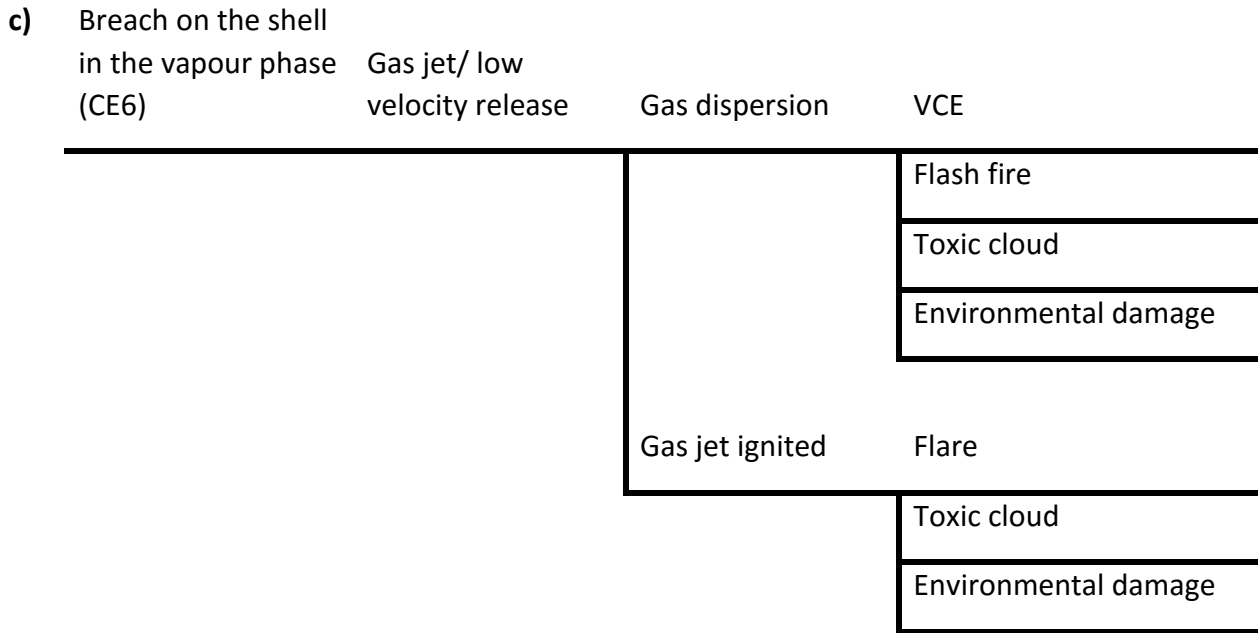 c) Breach on the shell
in the vapour phase Gas jet/ low
(CE6) velocity release Gas dispersion VCE
Flash fire
Toxic cloud
Environmental damage
Gas jet ignited Flare
Toxic cloud
Environmental damage